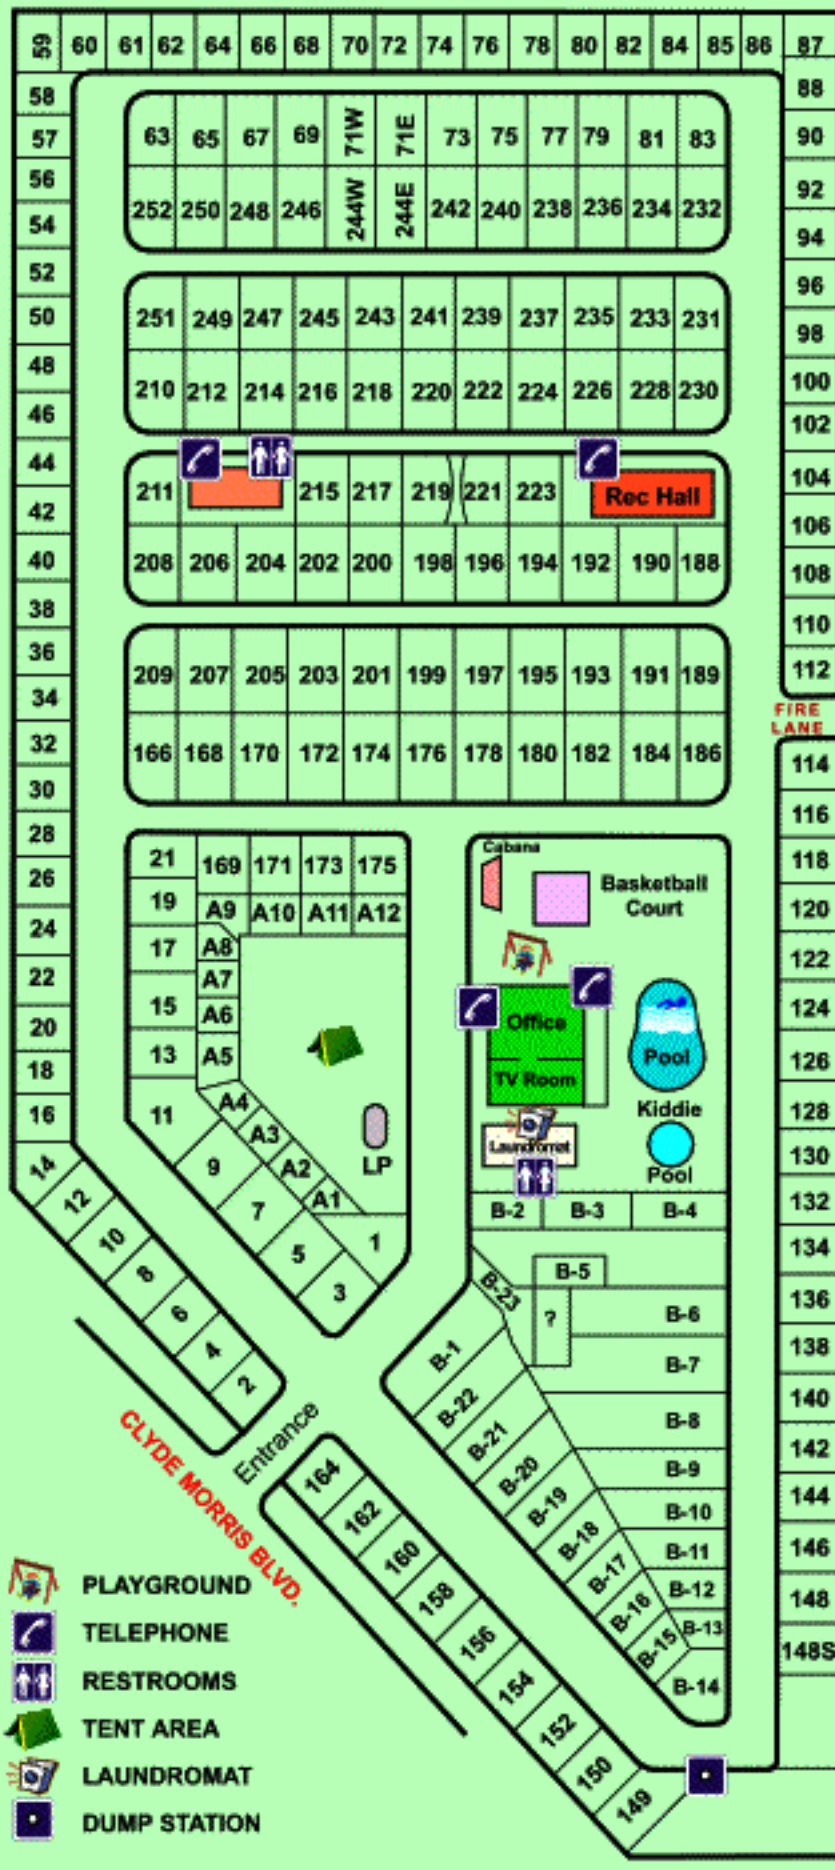 59 60 61 62 64 66 68 70 72 74 76 78 80 82 84 85 86 87
58 88
57 63 65 67 69 71W 71E 73 75 77 79 81 83 90
56 92
54 252 250 248 246 244W 244E 242 240 238 236 234 232 94
52 96
50 251 249 247 245 243 241 239 237 235 233 231 98
48 100
46 210 212 214 216 218 220 222 224 226 228 230 102
44 104
42 211 215 217 219 221 223 Rec Hall 106
40 208 206 204 202 200 198 196 194 192 190 188 108
38 110
36 209 207 205 203 201 199 197 195 193 191 189 112
34
FIRE
LANE
32 166 168 170 172 174 176 178 180 182 184 186 114
30 116
28 Cabana 118
26 21 169 171 173 175 Basketball
Court 120
24 19 A9 A10 A11 A12
22 17 A8 122
A7
20 15 A6 Office 124
18 13 A5 TV Room Pool 126
16 11 A4 Kiddie 128
A3 LP Laundromat Pool 130
14 9 A2
12 7 A1 B-2 B-3 B-4 132
10 5 1 134
8 3 B-23 B-5 136
6 ? B-6
4 B-1 B-7 138
2 B-22 B-8 140
Entrance B-21 142
CLYDE MORRIS BLVD.
164 B-20 B-9 144
162 B-19 B-10
160 B-18 B-11 146
158 B-17 B-12 148
156 B-16 B-13
154 B-15 148S
152 B-14
150
149
PLAYGROUND
TELEPHONE
RESTROOMS
TENT AREA
LAUNDROMAT
DUMP STATION